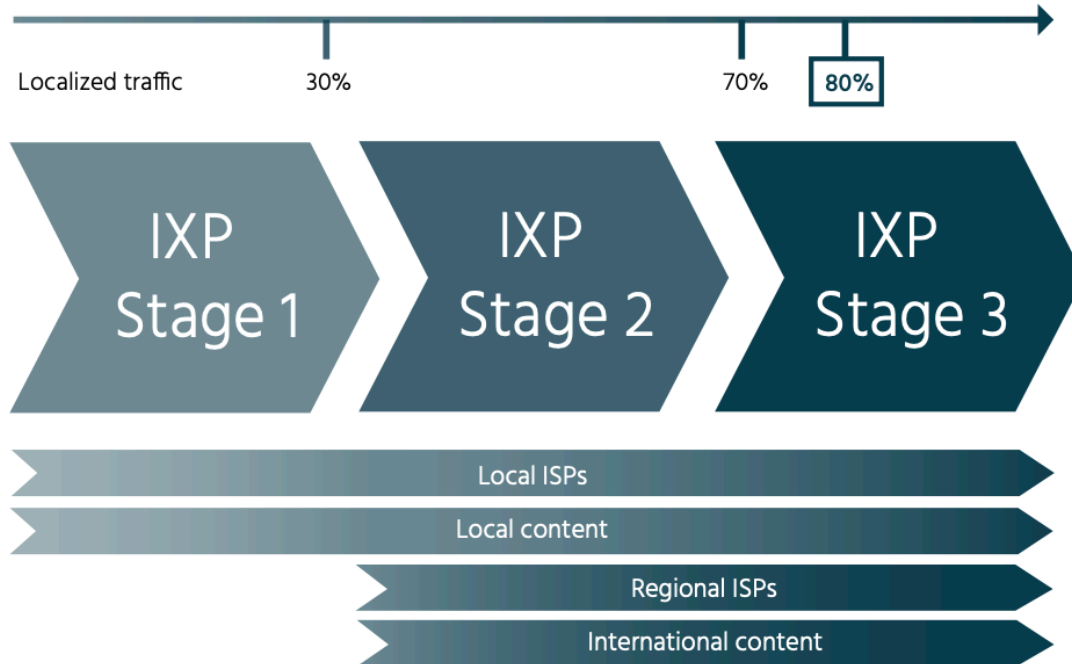 Localized traffic 30% 70% 80%
IXP
Stage 1
IXP
Stage 2
IXP
Stage 3
Local ISPs
Local content
Regional ISPs
International content